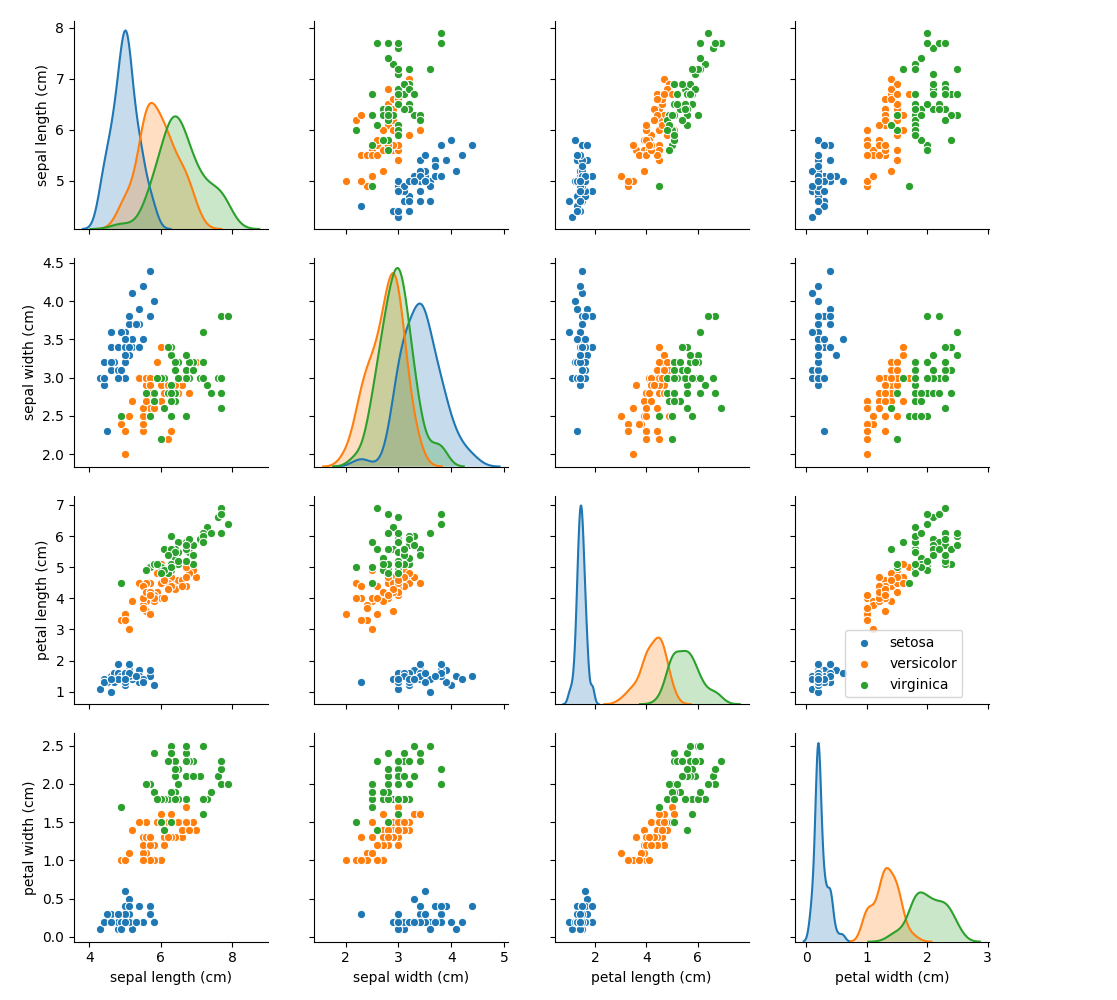 8
7
6
5
sepal length (cm)
4.5
4.0
3.5
3.0
2.5
2.0
sepal width (cm)
7
6
5
4
3
2
1
petal length (cm)
setosa
versicolor
virginica
2.5
2.0
1.5
1.0
0.5
0.0
petal width (cm)
4 6 8
2 3 4 5
2 4 6
0 1 2 3
sepal length (cm)
sepal width (cm)
petal length (cm)
petal width (cm)